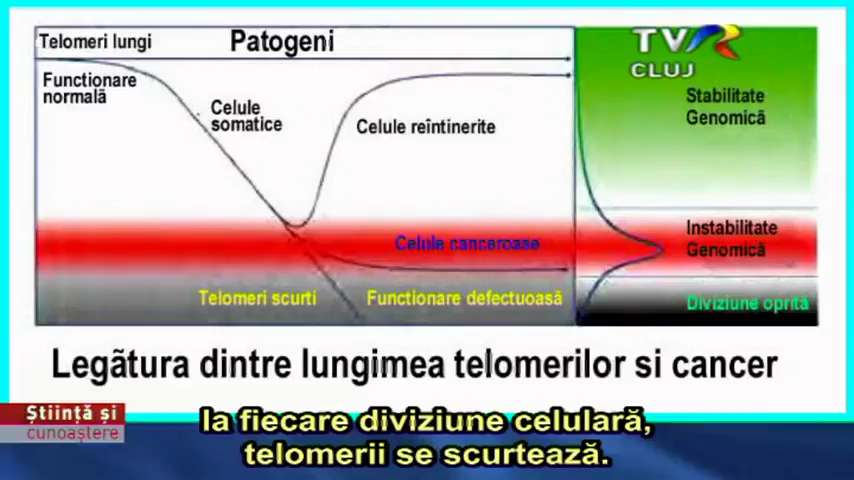 Telomeri lungi
Patogeni
TVR
CLUJ
Functionare
normală
Celule
somatice
Celule reîntinerite
Stabilitate
Genomică
Instabilitate
Genomică
Celule canceroase
Telomeri scurti
Functionare defectuoasă
Diviziune oprită
Legãtura dintre lungimea telomerilor si cancer
Știință și
cunoaștere
la fiecare diviziune celulară,
telomerii se scurtează.